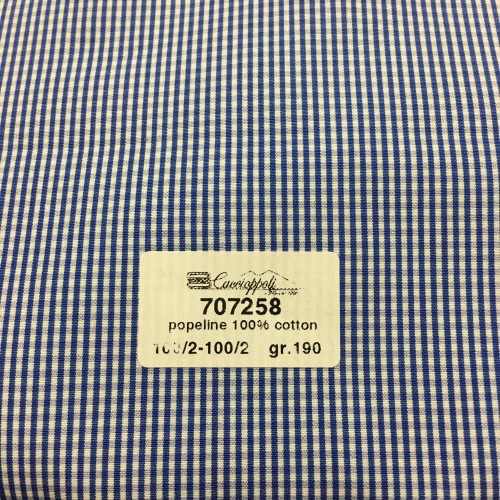 Caccioppoli
707258
popeline 100% cotton
100/2-100/2 gr.190